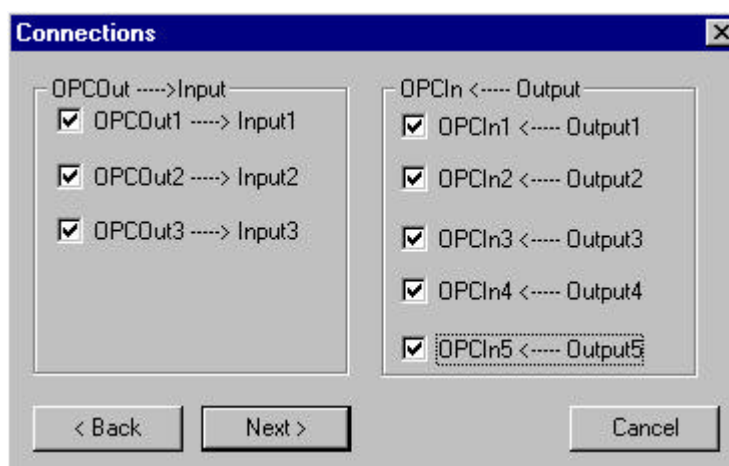 Connections
OPCOut ----->Input
OPCOut1 -----> Input1
OPCOut2 -----> Input2
OPCOut3 -----> Input3
OPCIn <----- Output
OPCIn1 <----- Output1
OPCIn2 <----- Output2
OPCIn3 <----- Output3
OPCIn4 <----- Output4
OPCIn5 <----- Output5
< Back
Next >
Cancel